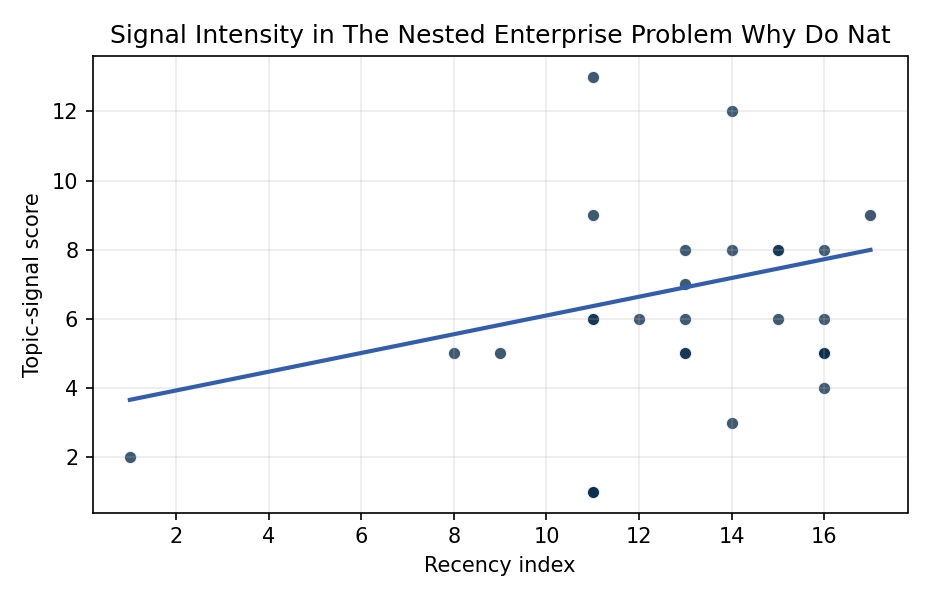 Signal Intensity in The Nested Enterprise Problem Why Do Nat
Topic-signal score
12
10
8
6
4
2
2 4 6 8 10 12 14 16
Recency index